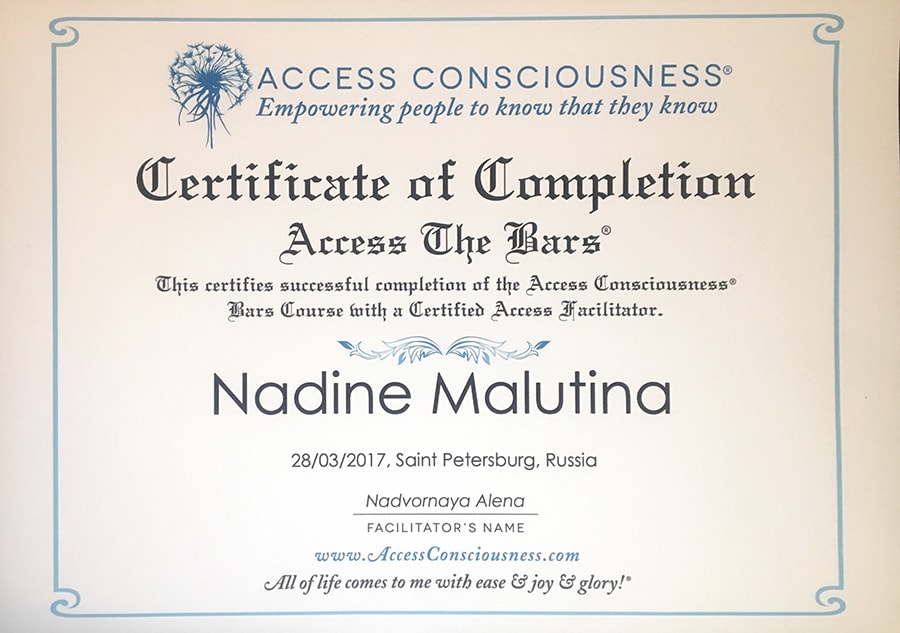 ACCESS CONSCIOUSNESS®
Empowering people to know that they know
Certificate of Completion
Access The Bars®
This certifies successful completion of the Access Consciousness®
Bars Course with a Certified Access Facilitator.
Nadine Malutina
28/03/2017, Saint Petersburg, Russia
Nadvornaya Alena
FACILITATOR'S NAME
www.AccessConsciousness.com
All of life comes to me with ease & joy & glory!®